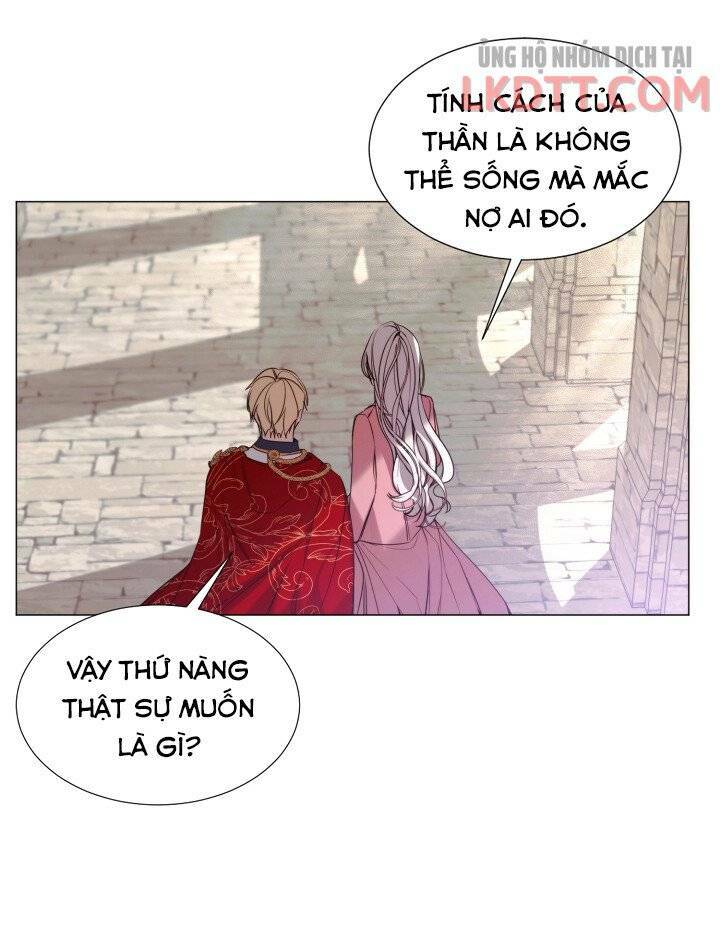 ỦNG HỘ NHÓM DỊCH TẠI
LKDTT.COM
TÍNH CÁCH CỦA
THẦN LÀ KHÔNG
THỂ SỐNG MÀ MẮC
NỢ AI ĐÓ.
VẬY THỨ NÀNG
THẬT SỰ MUỐN
LÀ GÌ?